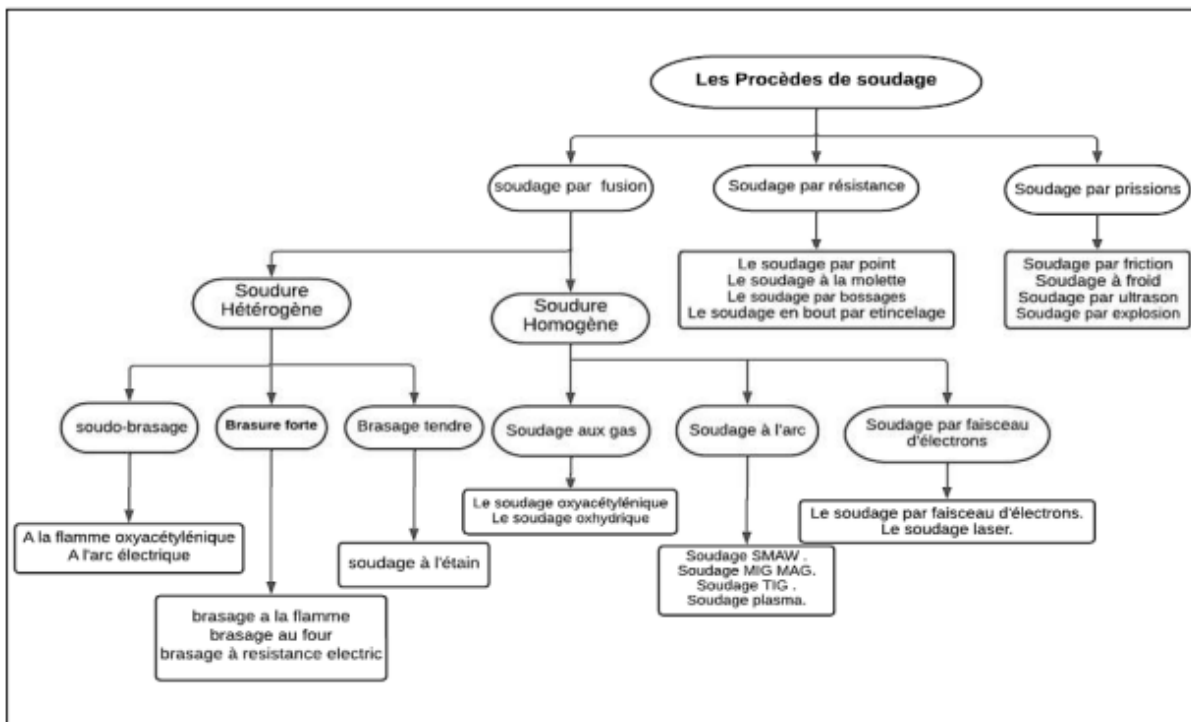 Les Procèdes de soudage
soudage par fusion
Soudage par résistance
Soudage par prissions
Le soudage par point
Le soudage à la molette
Le soudage par bossages
Le soudage en bout par etincelage
Soudage par friction
Soudage à froid
Soudage par ultrason
Soudage par explosion
Soudure
Hétérogène
Soudure
Homogène
soudo-brasage
Brasure forte
Brasage tendre
Soudage aux gas
Soudage à l'arc
Soudage par faisceau
d'électrons
A la flamme oxyacétylénique
A l'arc électrique
brasage a la flamme
brasage au four
brasage à resistance electric
soudage à l'étain
Le soudage oxyacétylénique
Le soudage oxhydrique
Soudage SMAW .
Soudage MIG MAG.
Soudage TIG .
Soudage plasma.
Le soudage par faisceau d'électrons.
Le soudage laser.